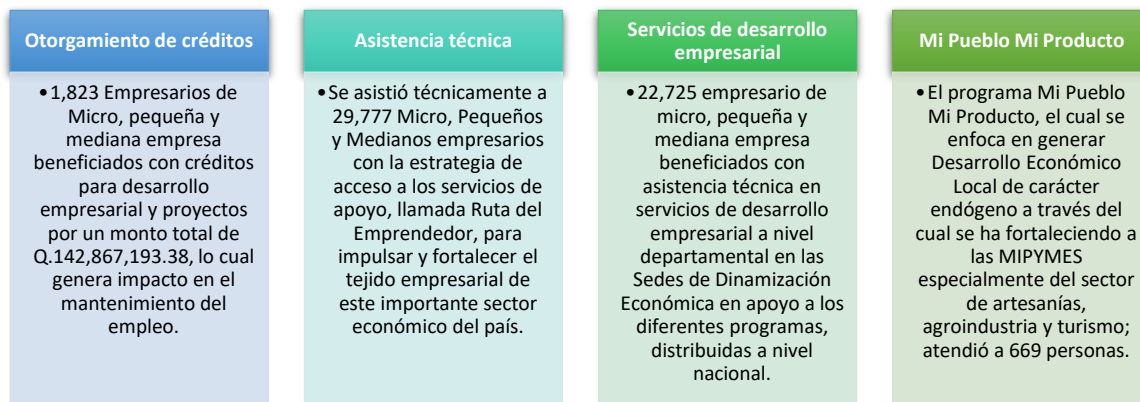 Otorgamiento de créditos
•1,823 Empresarios de
Micro, pequeña y
mediana empresa
beneficiados con créditos
para desarrollo
empresarial y proyectos
por un monto total de
Q.142,867,193.38, lo cual
genera impacto en el
mantenimiento del
empleo.
Asistencia técnica
•Se asistió técnicamente a
29,777 Micro, Pequeños
y Medianos empresarios
con la estrategia de
acceso a los servicios de
apoyo, llamada Ruta del
Emprendedor, para
impulsar y fortalecer el
tejido empresarial de
este importante sector
económico del país.
Servicios de desarrollo
empresarial
•22,725 empresario de
micro, pequeña y
mediana empresa
beneficiados con
asistencia técnica en
servicios de desarrollo
empresarial a nivel
departamental en las
Sedes de Dinamización
Económica en apoyo a los
diferentes programas,
distribuidas a nivel
nacional.
Mi Pueblo Mi Producto
•El programa Mi Pueblo
Mi Producto, el cual se
enfoca en generar
Desarrollo Económico
Local de carácter
endógeno a través del
cual se ha fortaleciendo a
las MIPYMES
especialmente del sector
de artesanías,
agroindustria y turismo;
atendió a 669 personas.